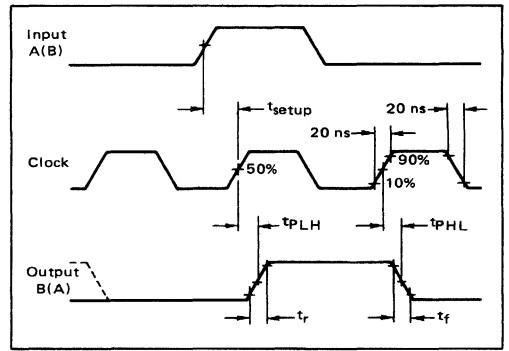 Input
A(B)
tsetup
20 ns
20 ns
Clock
50%
90%
10%
tPLH
tPHL
Output
B(A)
tr
tf